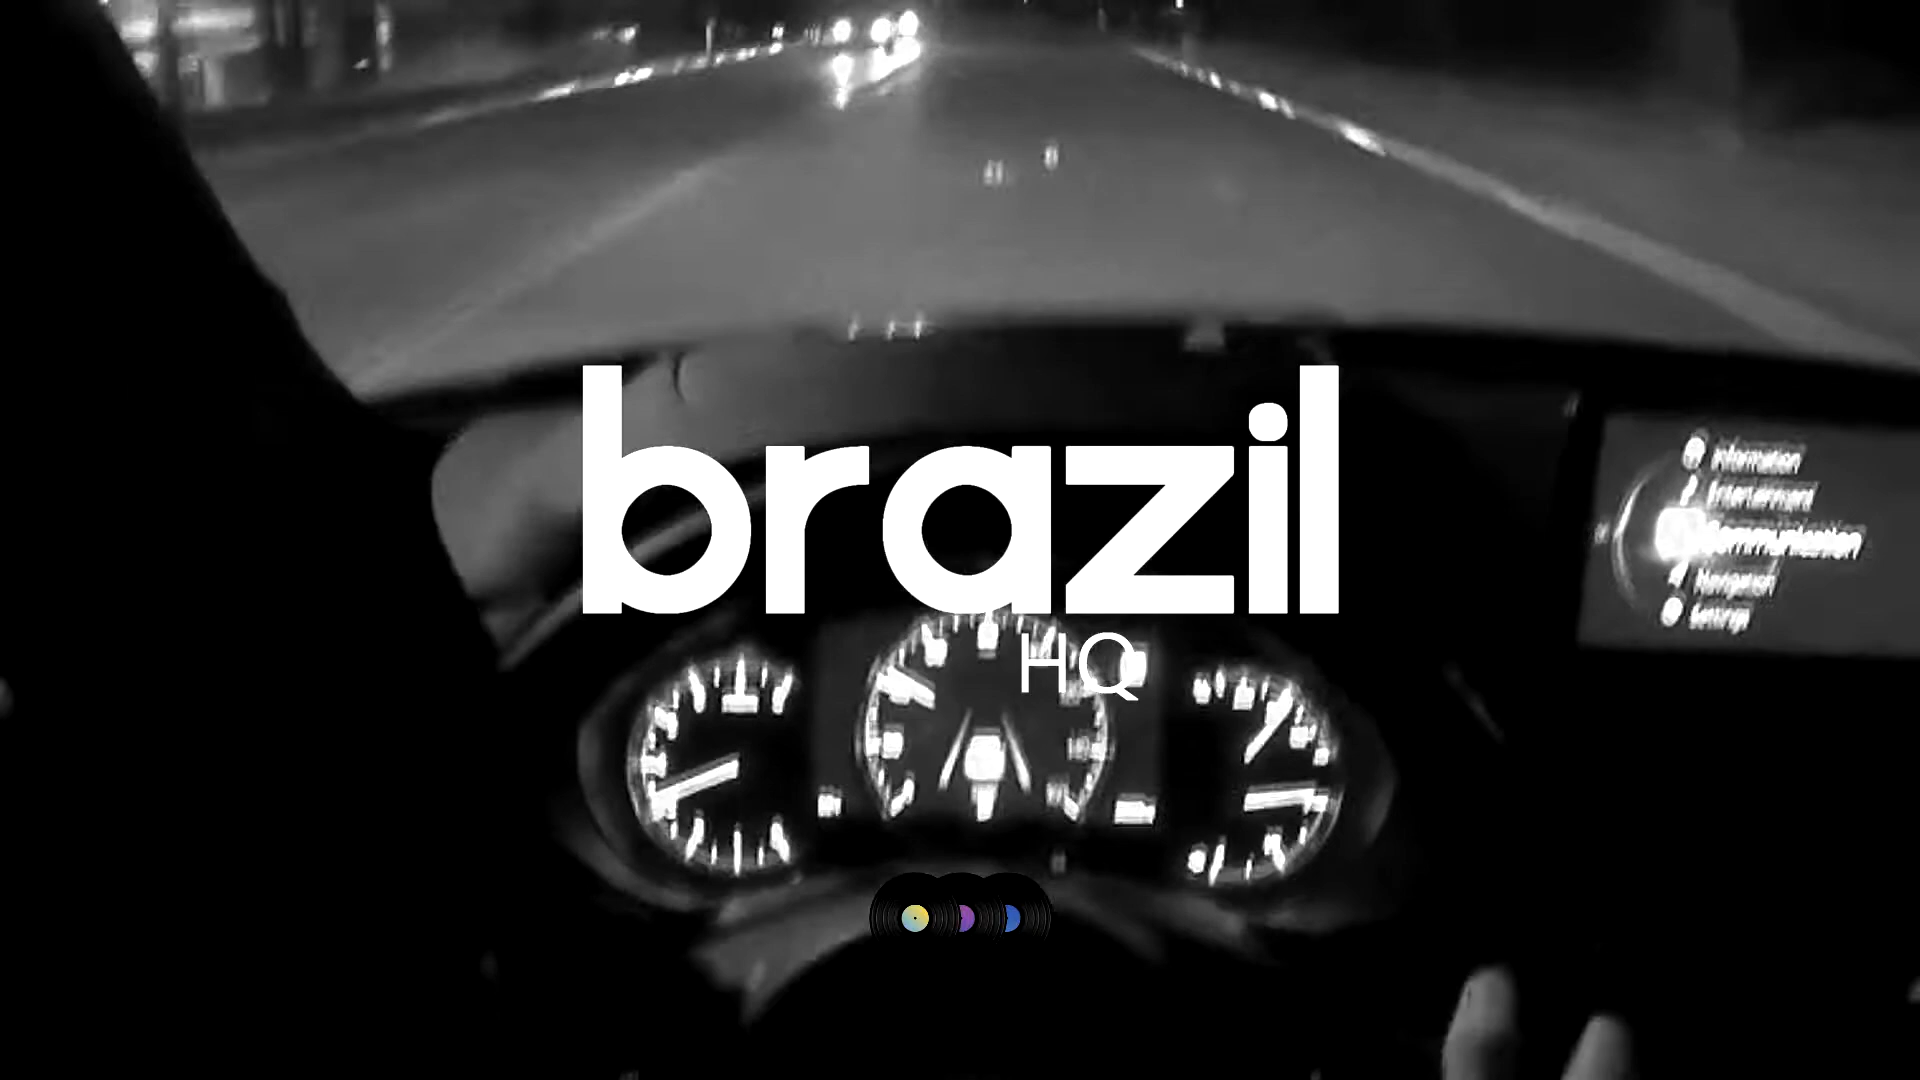 brazil
HQ
Information
Entertainment
Communication
Navigation
Settings